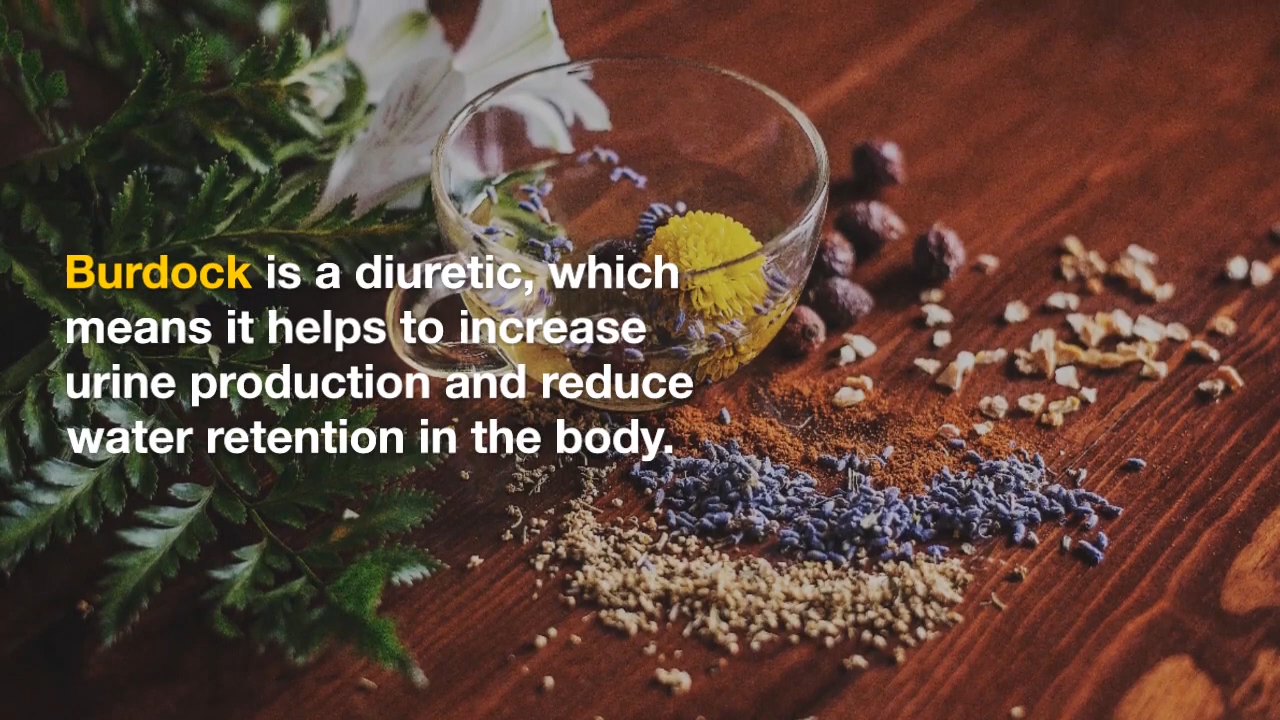 Burdock is a diuretic, which
means it helps to increase
urine production and reduce
water retention in the body.